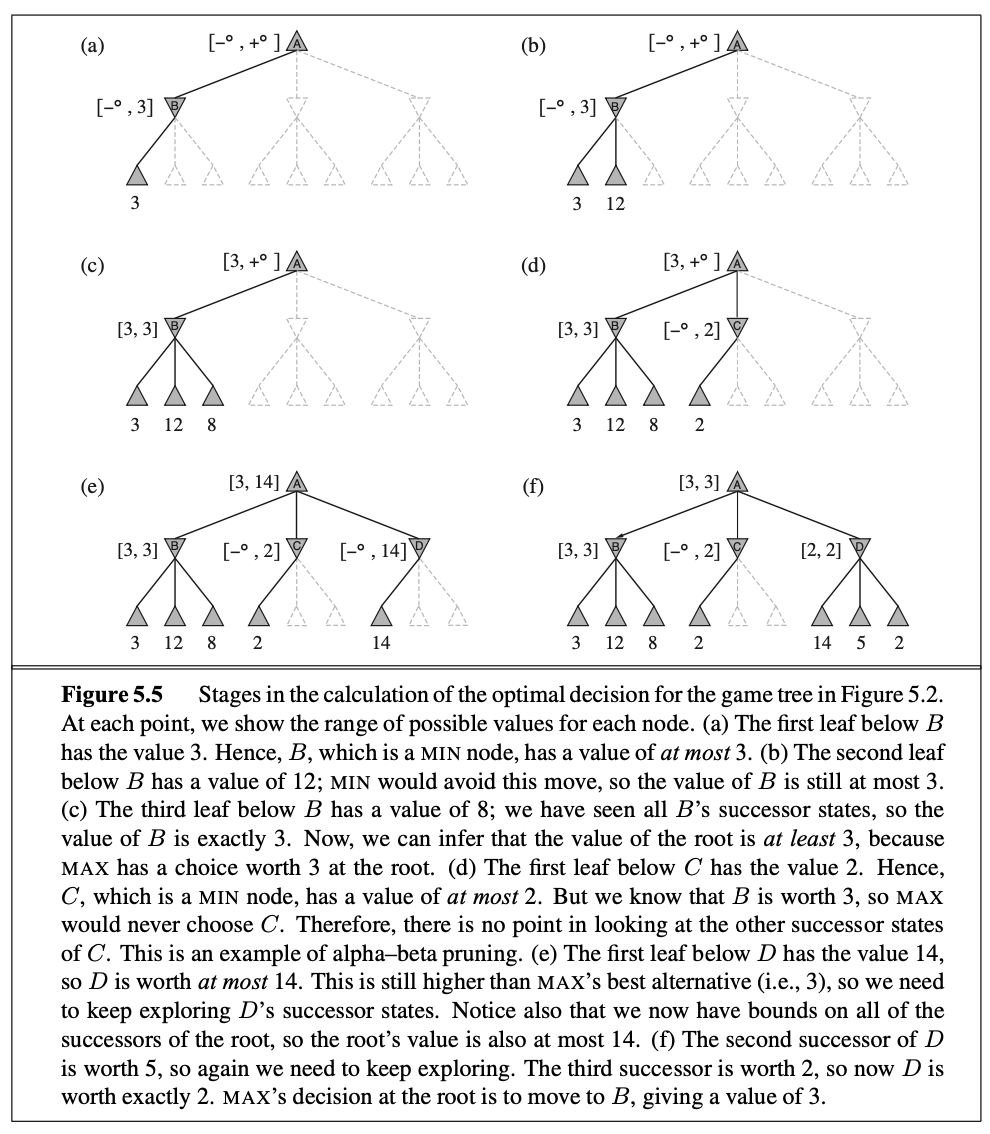 (a) [–° , +° ] A
[–° , 3] B
3
(b) [–° , +° ] A
[–° , 3] B
3 12
(c) [3, +° ] A
[3, 3] B
3 12 8
(d) [3, +° ] A
[3, 3] B [–° , 2] C
3 12 8 2
(e) [3, 14] A
[3, 3] B [–° , 2] C [–° , 14] D
3 12 8 2 14
(f) [3, 3] A
[3, 3] B [–° , 2] C [2, 2] D
3 12 8 2 14 5 2
Figure 5.5 Stages in the calculation of the optimal decision for the game tree in Figure 5.2.
At each point, we show the range of possible values for each node. (a) The first leaf below B
has the value 3. Hence, B, which is a MIN node, has a value of at most 3. (b) The second leaf
below B has a value of 12; MIN would avoid this move, so the value of B is still at most 3.
(c) The third leaf below B has a value of 8; we have seen all B's successor states, so the
value of B is exactly 3. Now, we can infer that the value of the root is at least 3, because
MAX has a choice worth 3 at the root. (d) The first leaf below C has the value 2. Hence,
C, which is a MIN node, has a value of at most 2. But we know that B is worth 3, so MAX
would never choose C. Therefore, there is no point in looking at the other successor states
of C. This is an example of alpha–beta pruning. (e) The first leaf below D has the value 14,
so D is worth at most 14. This is still higher than MAX's best alternative (i.e., 3), so we need
to keep exploring D's successor states. Notice also that we now have bounds on all of the
successors of the root, so the root's value is also at most 14. (f) The second successor of D
is worth 5, so again we need to keep exploring. The third successor is worth 2, so now D is
worth exactly 2. MAX's decision at the root is to move to B, giving a value of 3.